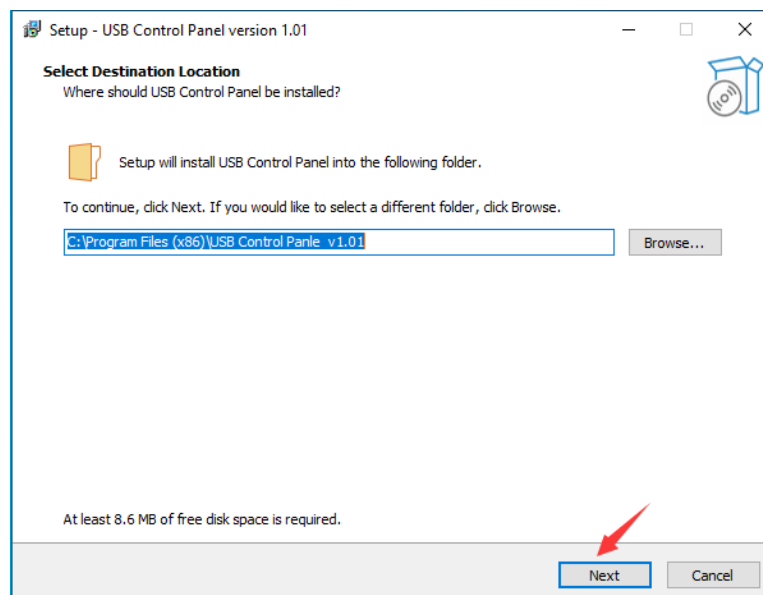 Setup - USB Control Panel version 1.01
Select Destination Location
Where should USB Control Panel be installed?
Setup will install USB Control Panel into the following folder.
To continue, click Next. If you would like to select a different folder, click Browse.
C:\Program Files (x86)\USB Control Panle  v1.01
Browse...
At least 8.6 MB of free disk space is required.
Next
Cancel